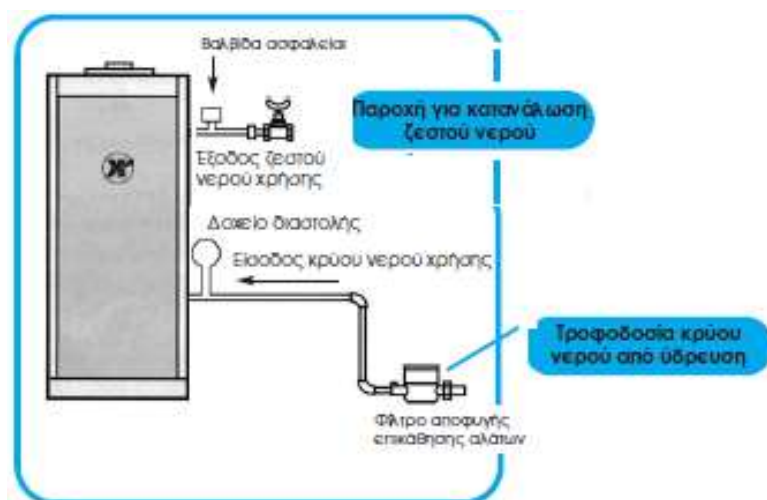 Βαλβίδα ασφαλείαι
Παροχή για κατανάλωση
ζεστού νερού
Έξοδος ζεστού
νερού χρήσης
Δοχείο διαστολής
Είσοδος κρύου νερού χρήσης
Τροφοδοσία κρύου
νερού από ύδρευση
Φίλτρο αποφυγής
επικάθησης αλάτων